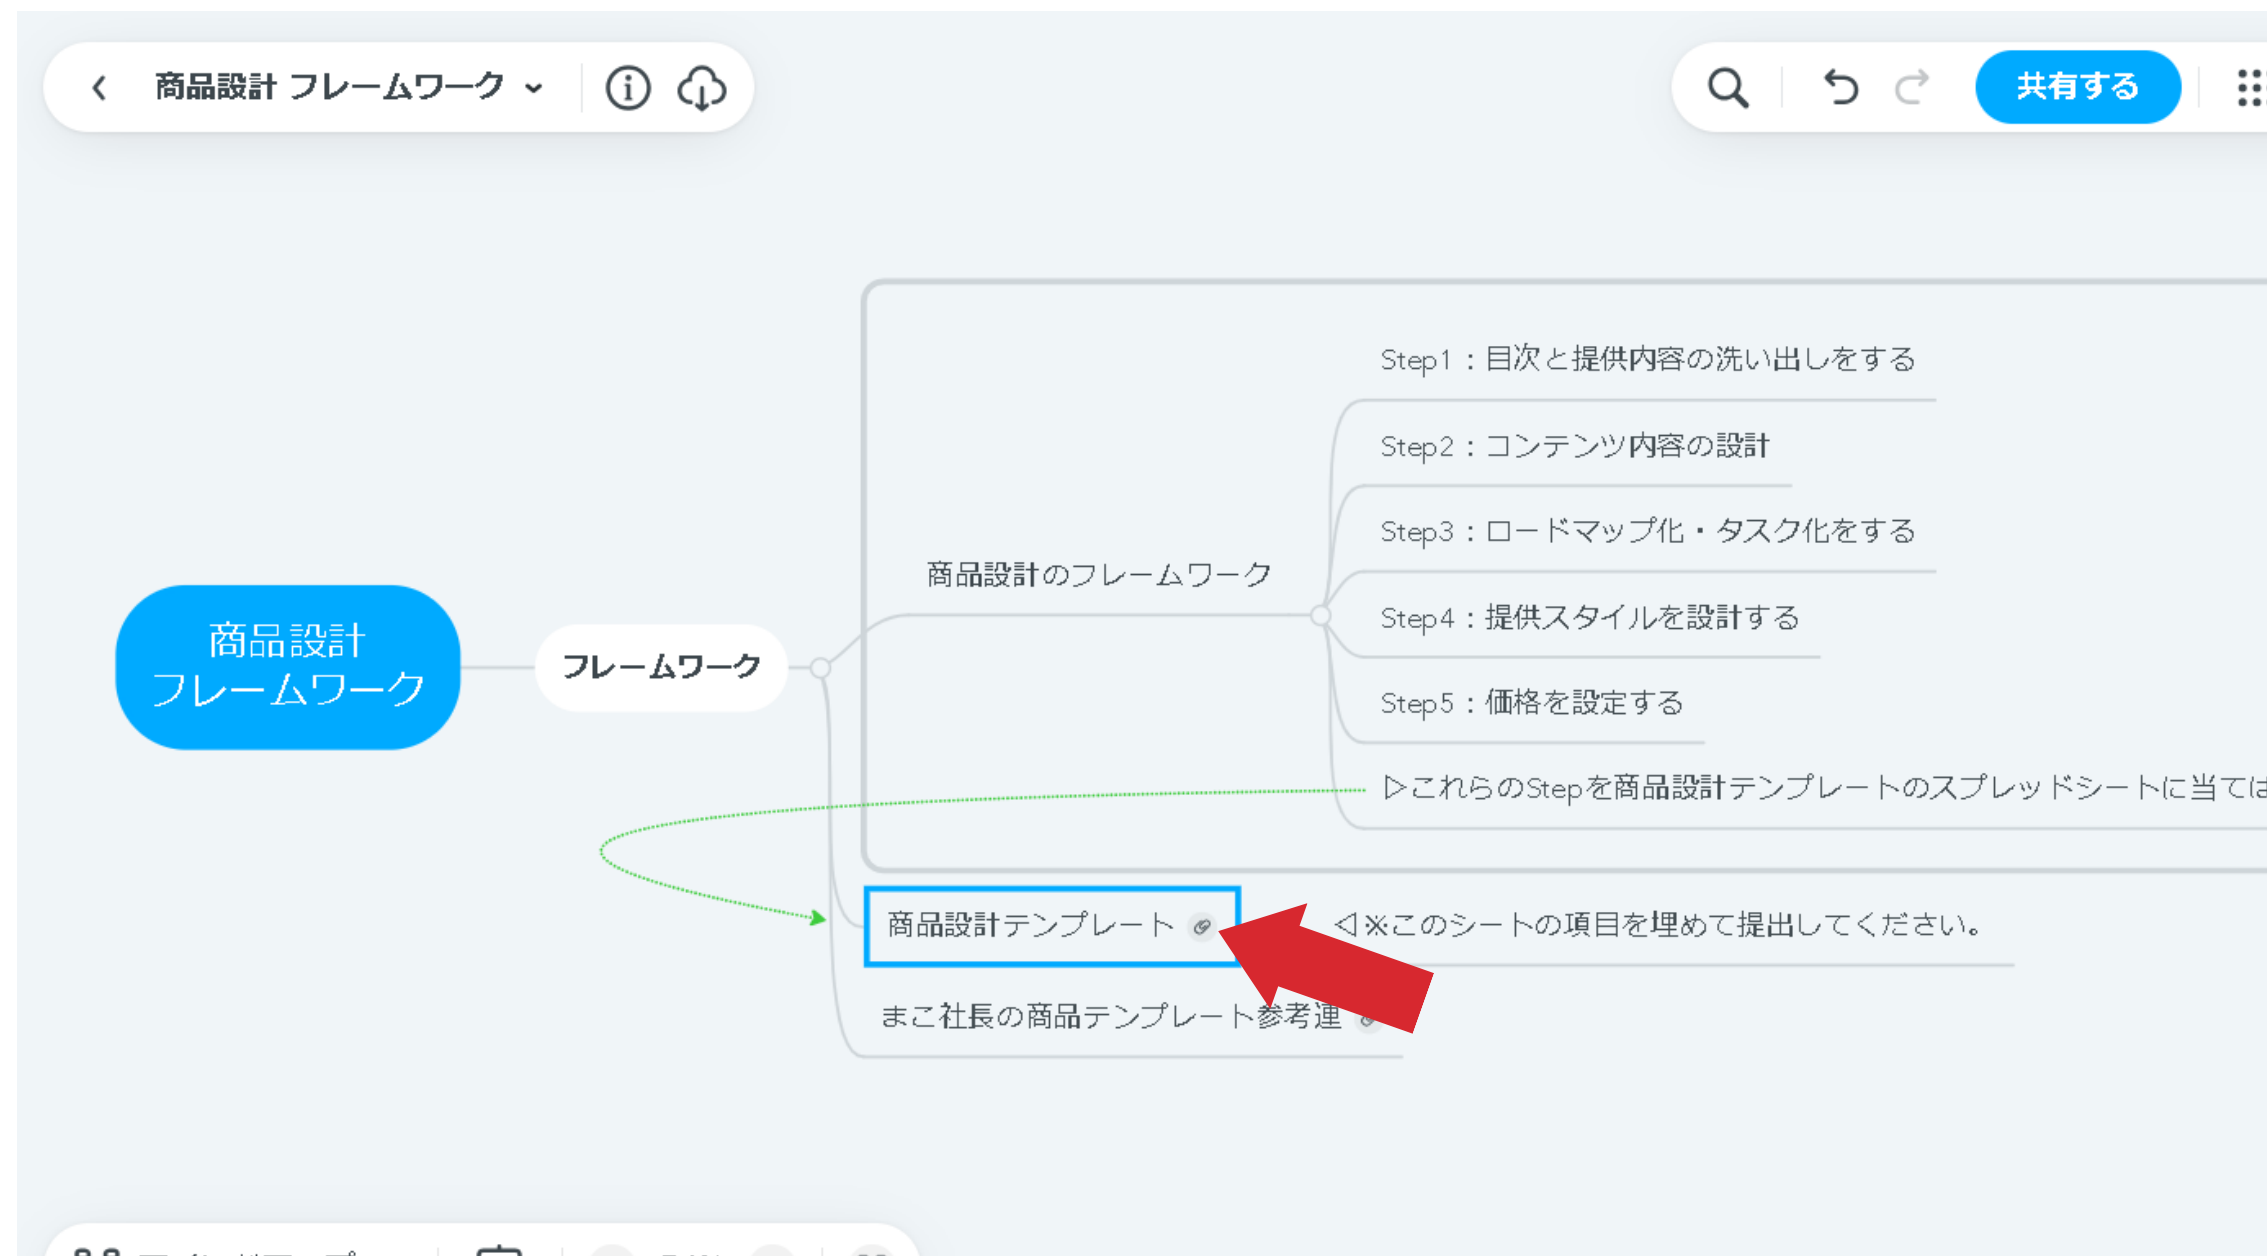 商品設計 フレームワーク
共有する
Step1：目次と提供内容の洗い出しをする
Step2：コンテンツ内容の設計
Step3：ロードマップ化・タスク化をする
商品設計のフレームワーク
Step4：提供スタイルを設計する
商品設計
フレームワーク
フレームワーク
Step5：価格を設定する
▷これらのStepを商品設計テンプレートのスプレッドシートに当ては
商品設計テンプレート
◁※このシートの項目を埋めて提出してください。
まこ社長の商品テンプレート参考運